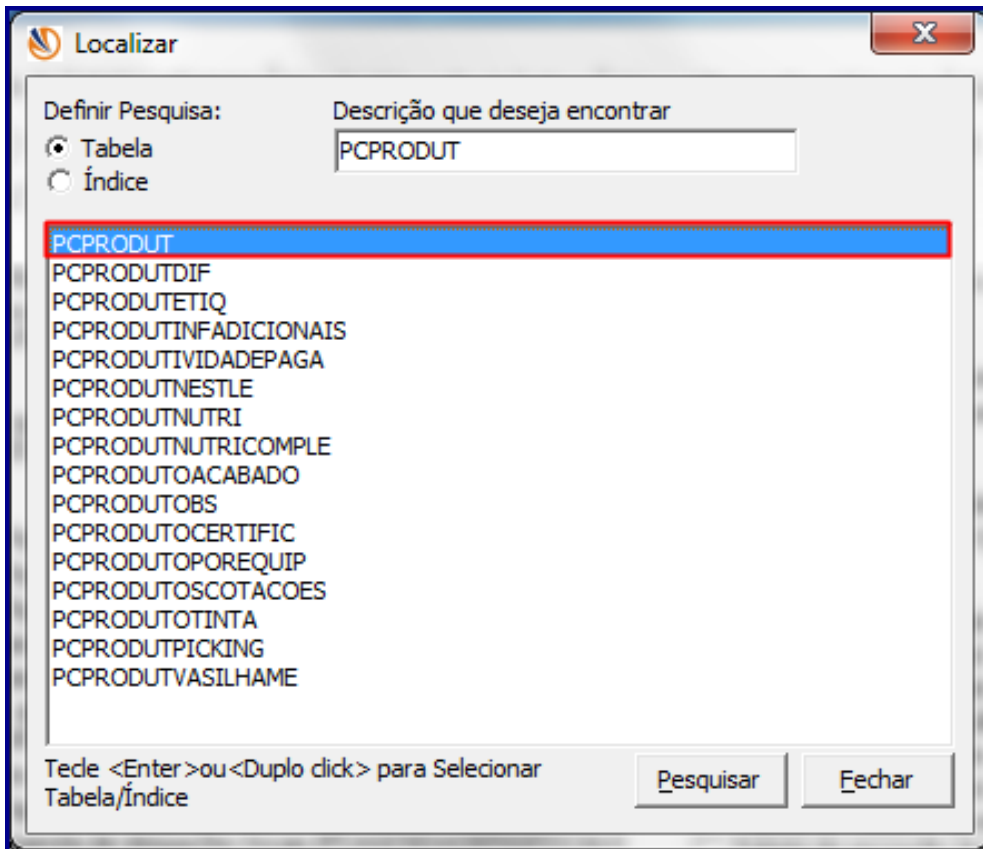 Localizar
Definir Pesquisa:
Descrição que deseja encontrar
Tabela
PCPRODUT
Índice
PCPRODUT
PCPRODUTDIF
PCPRODUTETIQ
PCPRODUTINFADICIONAIS
PCPRODUTIVIDADEPAGA
PCPRODUTNESTLE
PCPRODUTNUTRI
PCPRODUTNUTRICOMPLE
PCPRODUTOACABADO
PCPRODUTOBS
PCPRODUTOCERTIFIC
PCPRODUTOPOREQUIP
PCPRODUTOSCOTACOES
PCPRODUTOTINTA
PCPRODUTPICKING
PCPRODUTVASILHAME
Tecle <Enter>ou<Duplo click> para Selecionar
Tabela/Índice
Pesquisar
Fechar